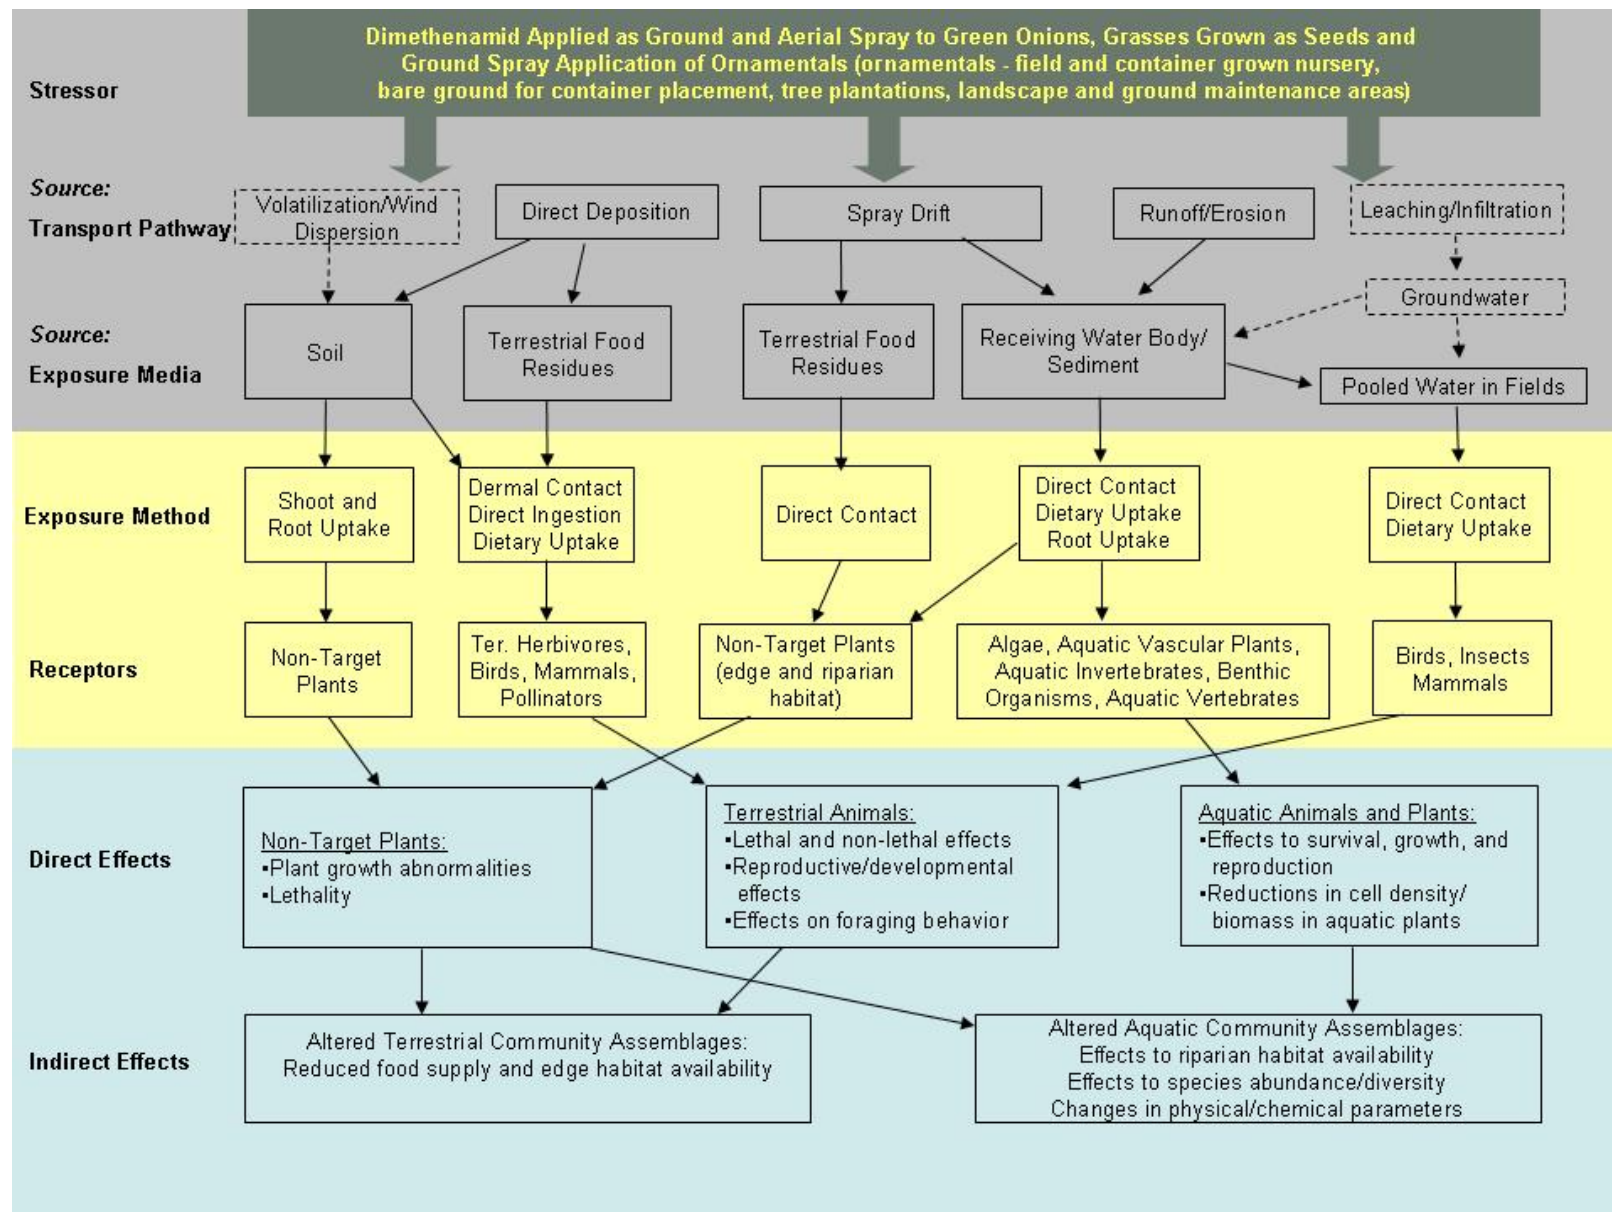 Dimethenamid Applied as Ground and Aerial Spray to Green Onions, Grasses Grown as Seeds and
Ground Spray Application of Ornamentals (ornamentals - field and container grown nursery,
bare ground for container placement, tree plantations, landscape and ground maintenance areas)
Stressor
Source:
Transport Pathway
Volatilization/Wind
Dispersion
Direct Deposition
Spray Drift
Runoff/Erosion
Leaching/Infiltration
Groundwater
Source:
Exposure Media
Soil
Terrestrial Food
Residues
Terrestrial Food
Residues
Receiving Water Body/
Sediment
Pooled Water in Fields
Exposure Method
Shoot and
Root Uptake
Dermal Contact
Direct Ingestion
Dietary Uptake
Direct Contact
Direct Contact
Dietary Uptake
Root Uptake
Direct Contact
Dietary Uptake
Receptors
Non-Target
Plants
Ter. Herbivores,
Birds, Mammals,
Pollinators
Non-Target Plants
(edge and riparian
habitat)
Algae, Aquatic Vascular Plants,
Aquatic Invertebrates, Benthic
Organisms, Aquatic Vertebrates
Birds, Insects
Mammals
Direct Effects
Non-Target Plants:
▪Plant growth abnormalities
▪Lethality
Terrestrial Animals:
▪Lethal and non-lethal effects
▪Reproductive/developmental
effects
▪Effects on foraging behavior
Aquatic Animals and Plants:
▪Effects to survival, growth, and
reproduction
▪Reductions in cell density/
biomass in aquatic plants
Indirect Effects
Altered Terrestrial Community Assemblages:
Reduced food supply and edge habitat availability
Altered Aquatic Community Assemblages:
Effects to riparian habitat availability
Effects to species abundance/diversity
Changes in physical/chemical parameters